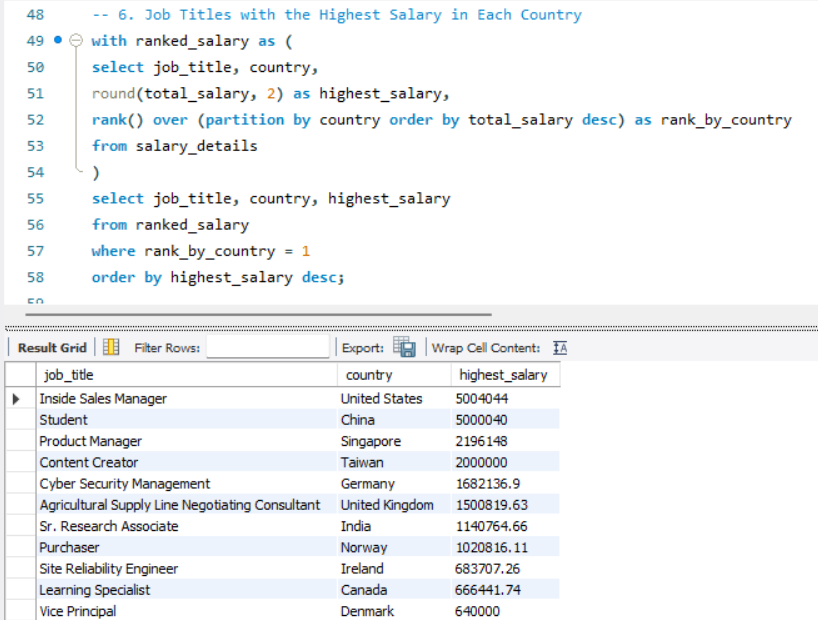 48 -- 6. Job Titles with the Highest Salary in Each Country
49 with ranked_salary as (
50 select job_title, country,
51 round(total_salary, 2) as highest_salary,
52 rank() over (partition by country order by total_salary desc) as rank_by_country
53 from salary_details
54 )
55 select job_title, country, highest_salary
56 from ranked_salary
57 where rank_by_country = 1
58 order by highest_salary desc;
59
Result Grid Filter Rows: Export: Wrap Cell Content:
job_title country highest_salary
Inside Sales Manager United States 5004044
Student China 5000040
Product Manager Singapore 2196148
Content Creator Taiwan 2000000
Cyber Security Management Germany 1682136.9
Agricultural Supply Line Negotiating Consultant United Kingdom 1500819.63
Sr. Research Associate India 1140764.66
Purchaser Norway 1020816.11
Site Reliability Engineer Ireland 683707.26
Learning Specialist Canada 666441.74
Vice Principal Denmark 640000